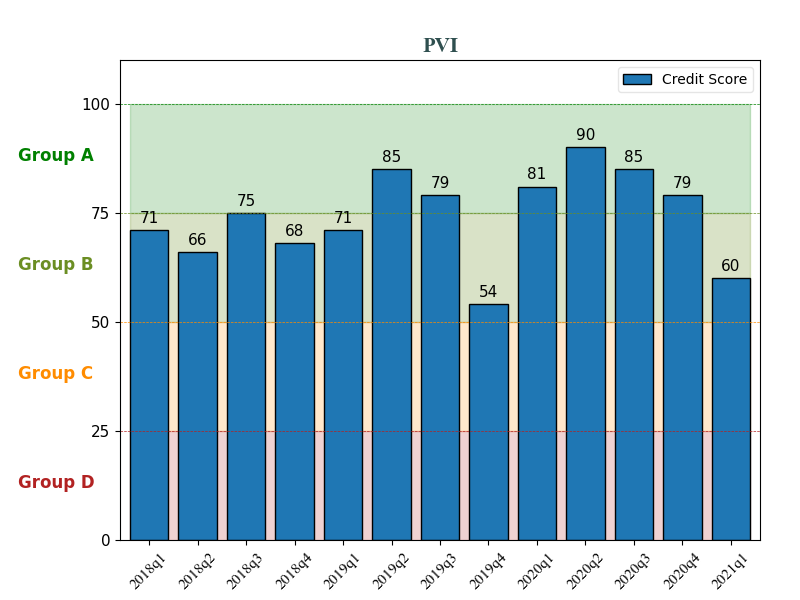 PVI
Credit Score
100
75
50
25
0
Group A
Group B
Group C
Group D
71
66
75
68
71
85
79
54
81
90
85
79
60
2018q1
2018q2
2018q3
2018q4
2019q1
2019q2
2019q3
2019q4
2020q1
2020q2
2020q3
2020q4
2021q1